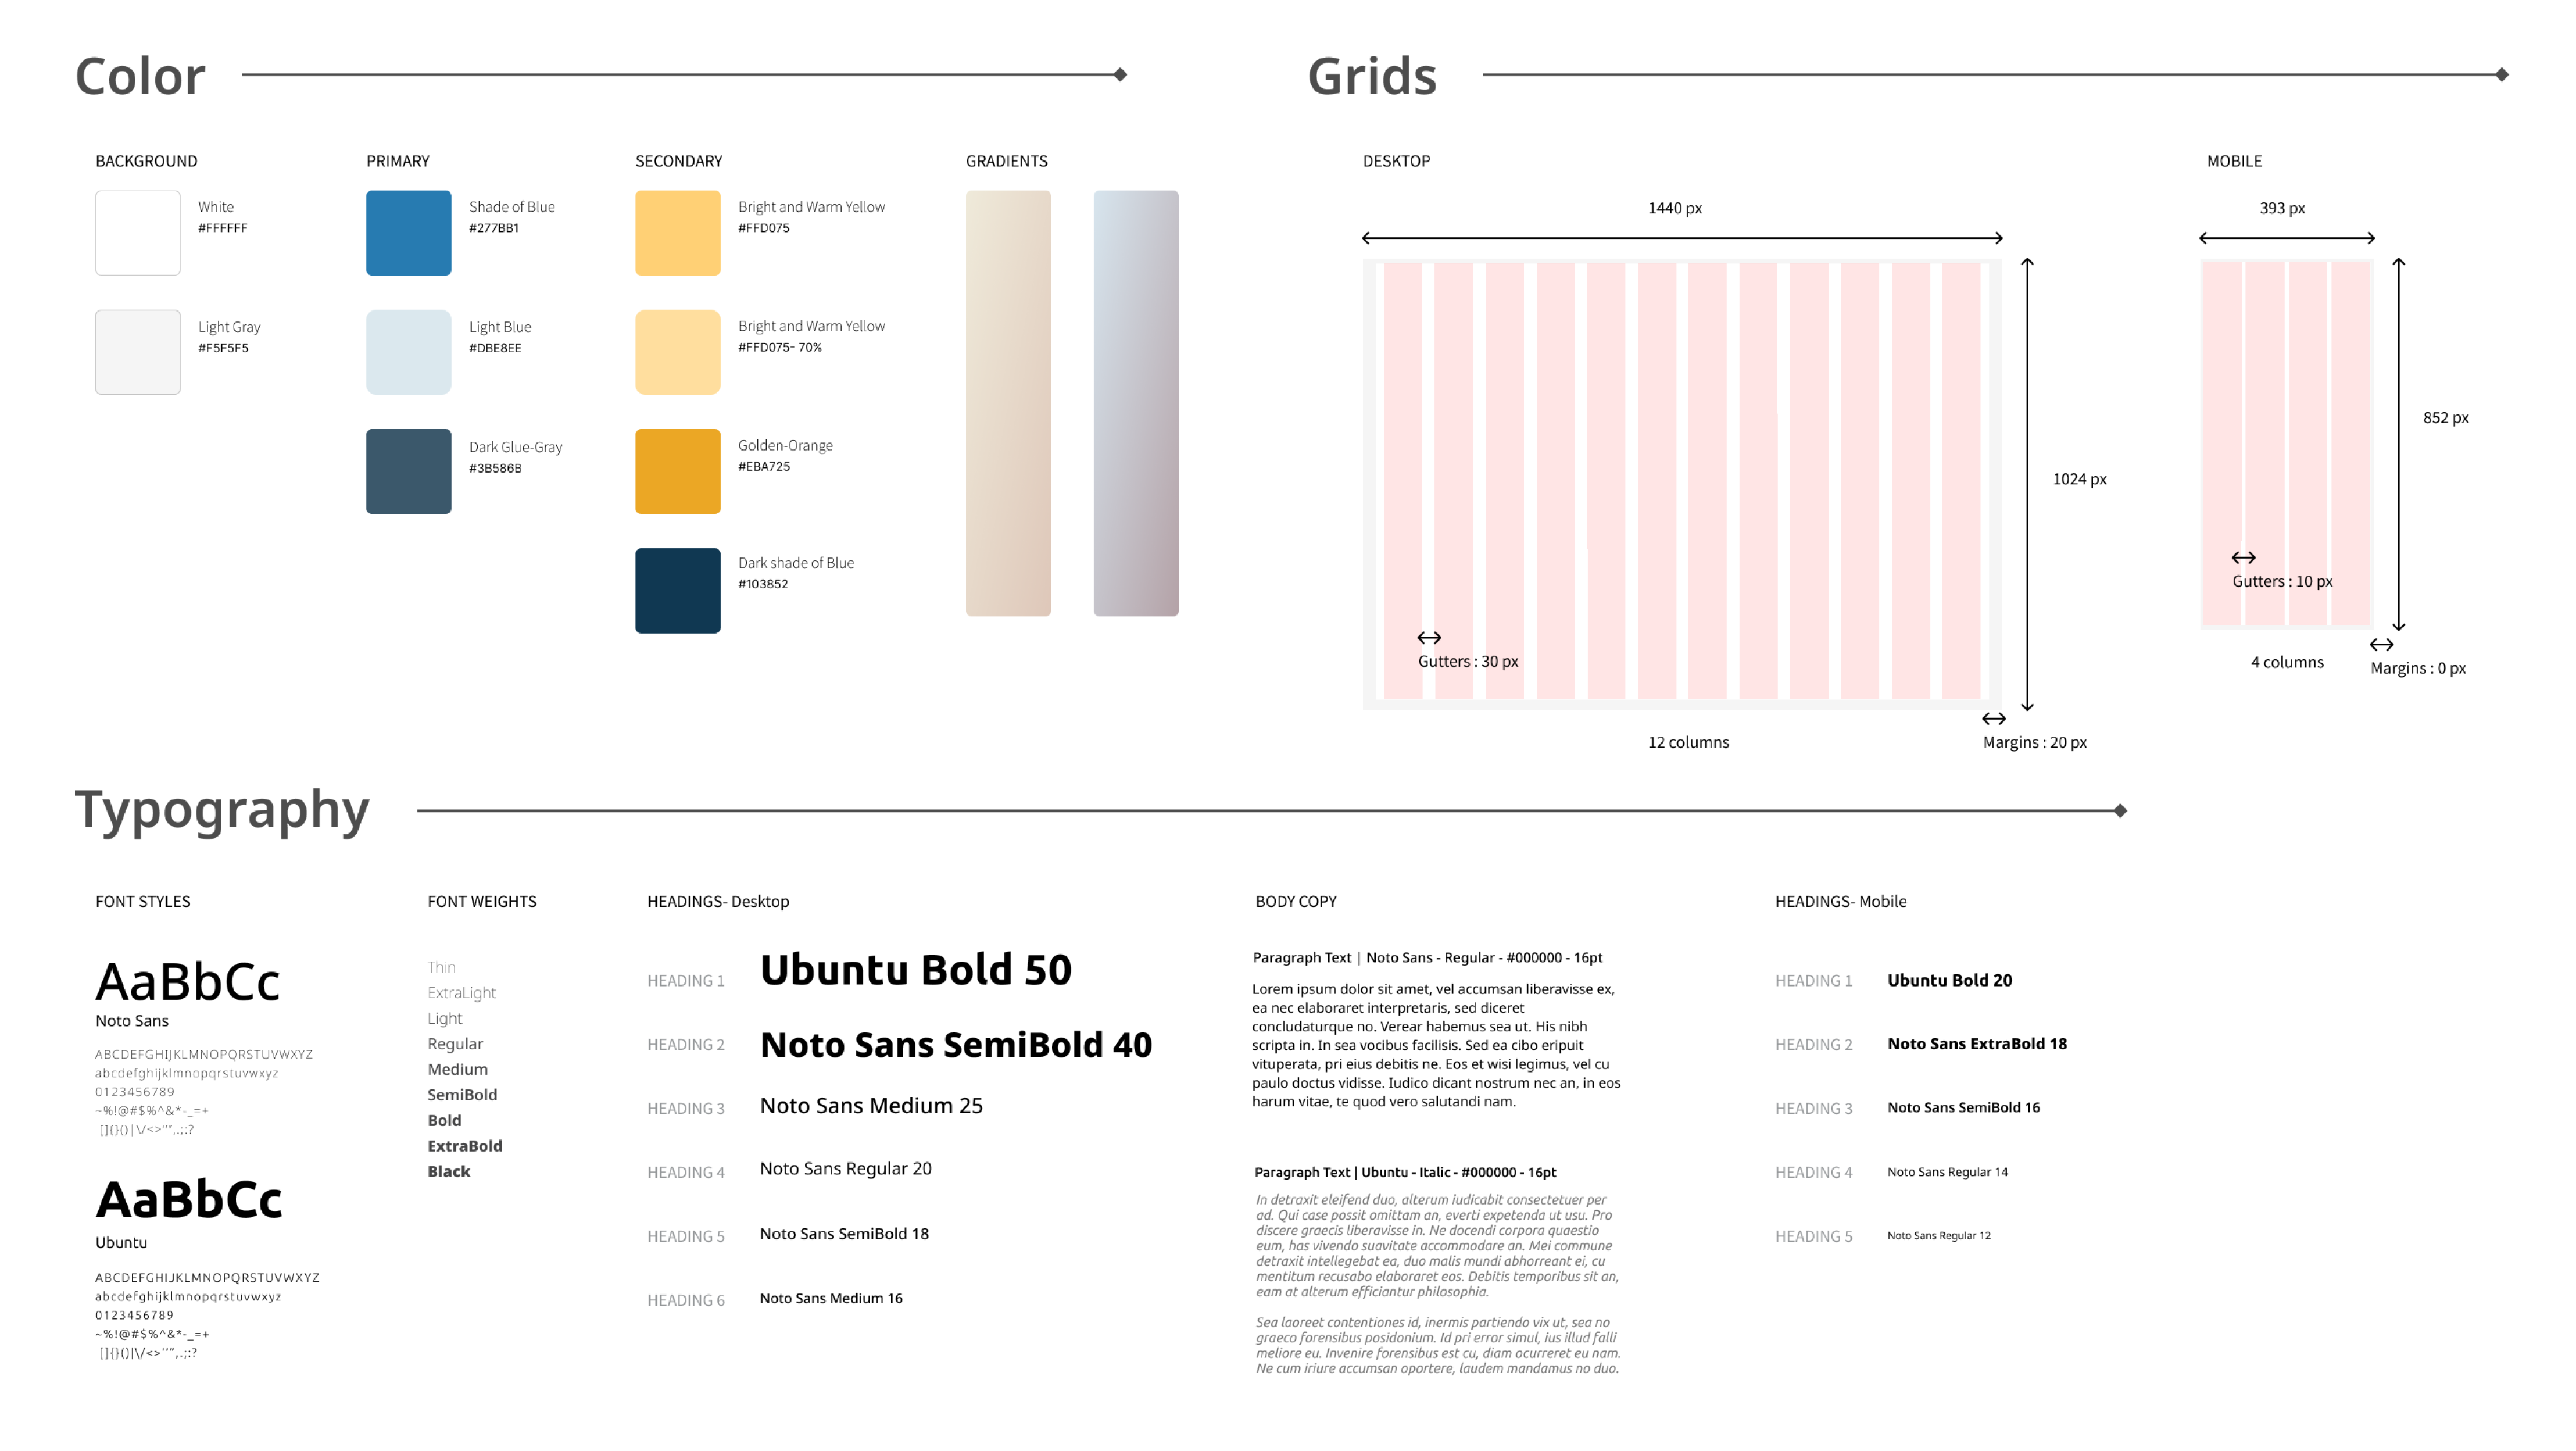 Color
BACKGROUND
White
#FFFFFF
Light Gray
#F5F5F5
PRIMARY
Shade of Blue
#277BB1
Light Blue
#DBE8EE
Dark Glue-Gray
#3B586B
SECONDARY
Bright and Warm Yellow
#FFD075
Bright and Warm Yellow
#FFD075- 70%
Golden-Orange
#EBA725
Dark shade of Blue
#103852
GRADIENTS
Grids
DESKTOP
1440 px
1024 px
Gutters : 30 px
12 columns
Margins : 20 px
MOBILE
393 px
852 px
Gutters : 10 px
4 columns
Margins : 0 px
Typography
FONT STYLES
AaBbCc
Noto Sans
ABCDEFGHIJKLMNOPQRSTUVWXYZ
abcdefghijklmnopqrstuvwxyz
0123456789
~%!@#$%^&*-_=+
[]{}()|\/<>‘’”,.;:?
AaBbCc
Ubuntu
ABCDEFGHIJKLMNOPQRSTUVWXYZ
abcdefghijklmnopqrstuvwxyz
0123456789
~%!@#$%^&*-_=+
[]{}()|\/<>‘’”,.;:?
FONT WEIGHTS
Thin
ExtraLight
Light
Regular
Medium
SemiBold
Bold
ExtraBold
Black
HEADINGS- Desktop
HEADING 1 Ubuntu Bold 50
HEADING 2 Noto Sans SemiBold 40
HEADING 3 Noto Sans Medium 25
HEADING 4 Noto Sans Regular 20
HEADING 5 Noto Sans SemiBold 18
HEADING 6 Noto Sans Medium 16
BODY COPY
Paragraph Text | Noto Sans - Regular - #000000 - 16pt
Lorem ipsum dolor sit amet, vel accumsan liberavisse ex,
ea nec elaboraret interpretaris, sed diceret
concludaturque no. Verear habemus sea ut. His nibh
scripta in. In sea vocibus facilisis. Sed ea cibo eripuit
vituperata, pri eius debitis ne. Eos et wisi legimus, vel cu
paulo doctus vidisse. Iudico dicant nostrum nec an, in eos
harum vitae, te quod vero salutandi nam.
Paragraph Text | Ubuntu - Italic - #000000 - 16pt
In detraxit eleifend duo, alterum iudicabit consectetuer per
ad. Qui case possit omittam an, everti expetenda ut usu. Pro
discere graecis liberavisse in. Ne docendi corpora quaestio
eum, has vivendo suavitate accommodare an. Mei commune
detraxit intellegebat ea, duo malis mundi abhorreant ei, cu
mentitum recusabo elaboraret eos. Debitis temporibus sit an,
eam at alterum efficiantur philosophia.
Sea laoreet contentiones id, inermis partiendo vix ut, sea no
graeco forensibus posidonium. Id pri error simul, ius illud falli
meliore eu. Invenire forensibus est cu, diam ocurreret eu nam.
Ne cum iriure accumsan oportere, laudem mandamus no duo.
HEADINGS- Mobile
HEADING 1 Ubuntu Bold 20
HEADING 2 Noto Sans ExtraBold 18
HEADING 3 Noto Sans SemiBold 16
HEADING 4 Noto Sans Regular 14
HEADING 5 Noto Sans Regular 12